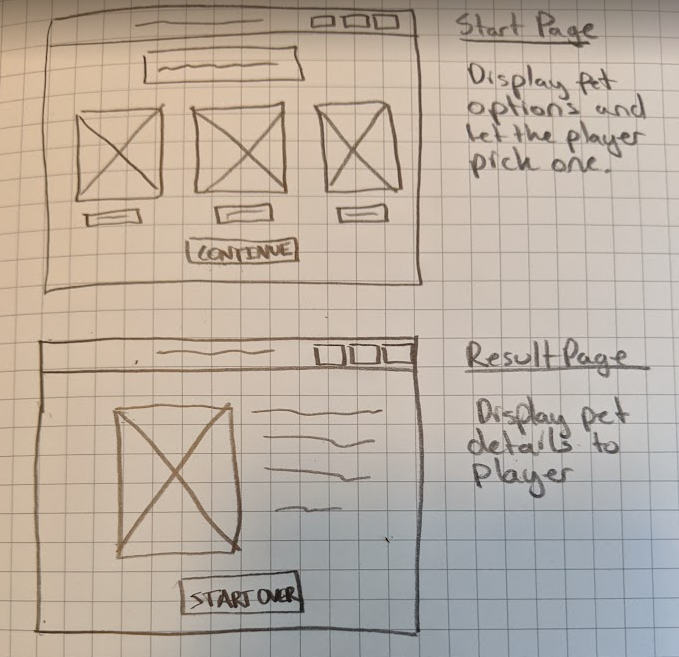 Start Page
Display pet
options and
let the player
pick one.
CONTINUE
Result Page
Display pet
details to
player
START OVER